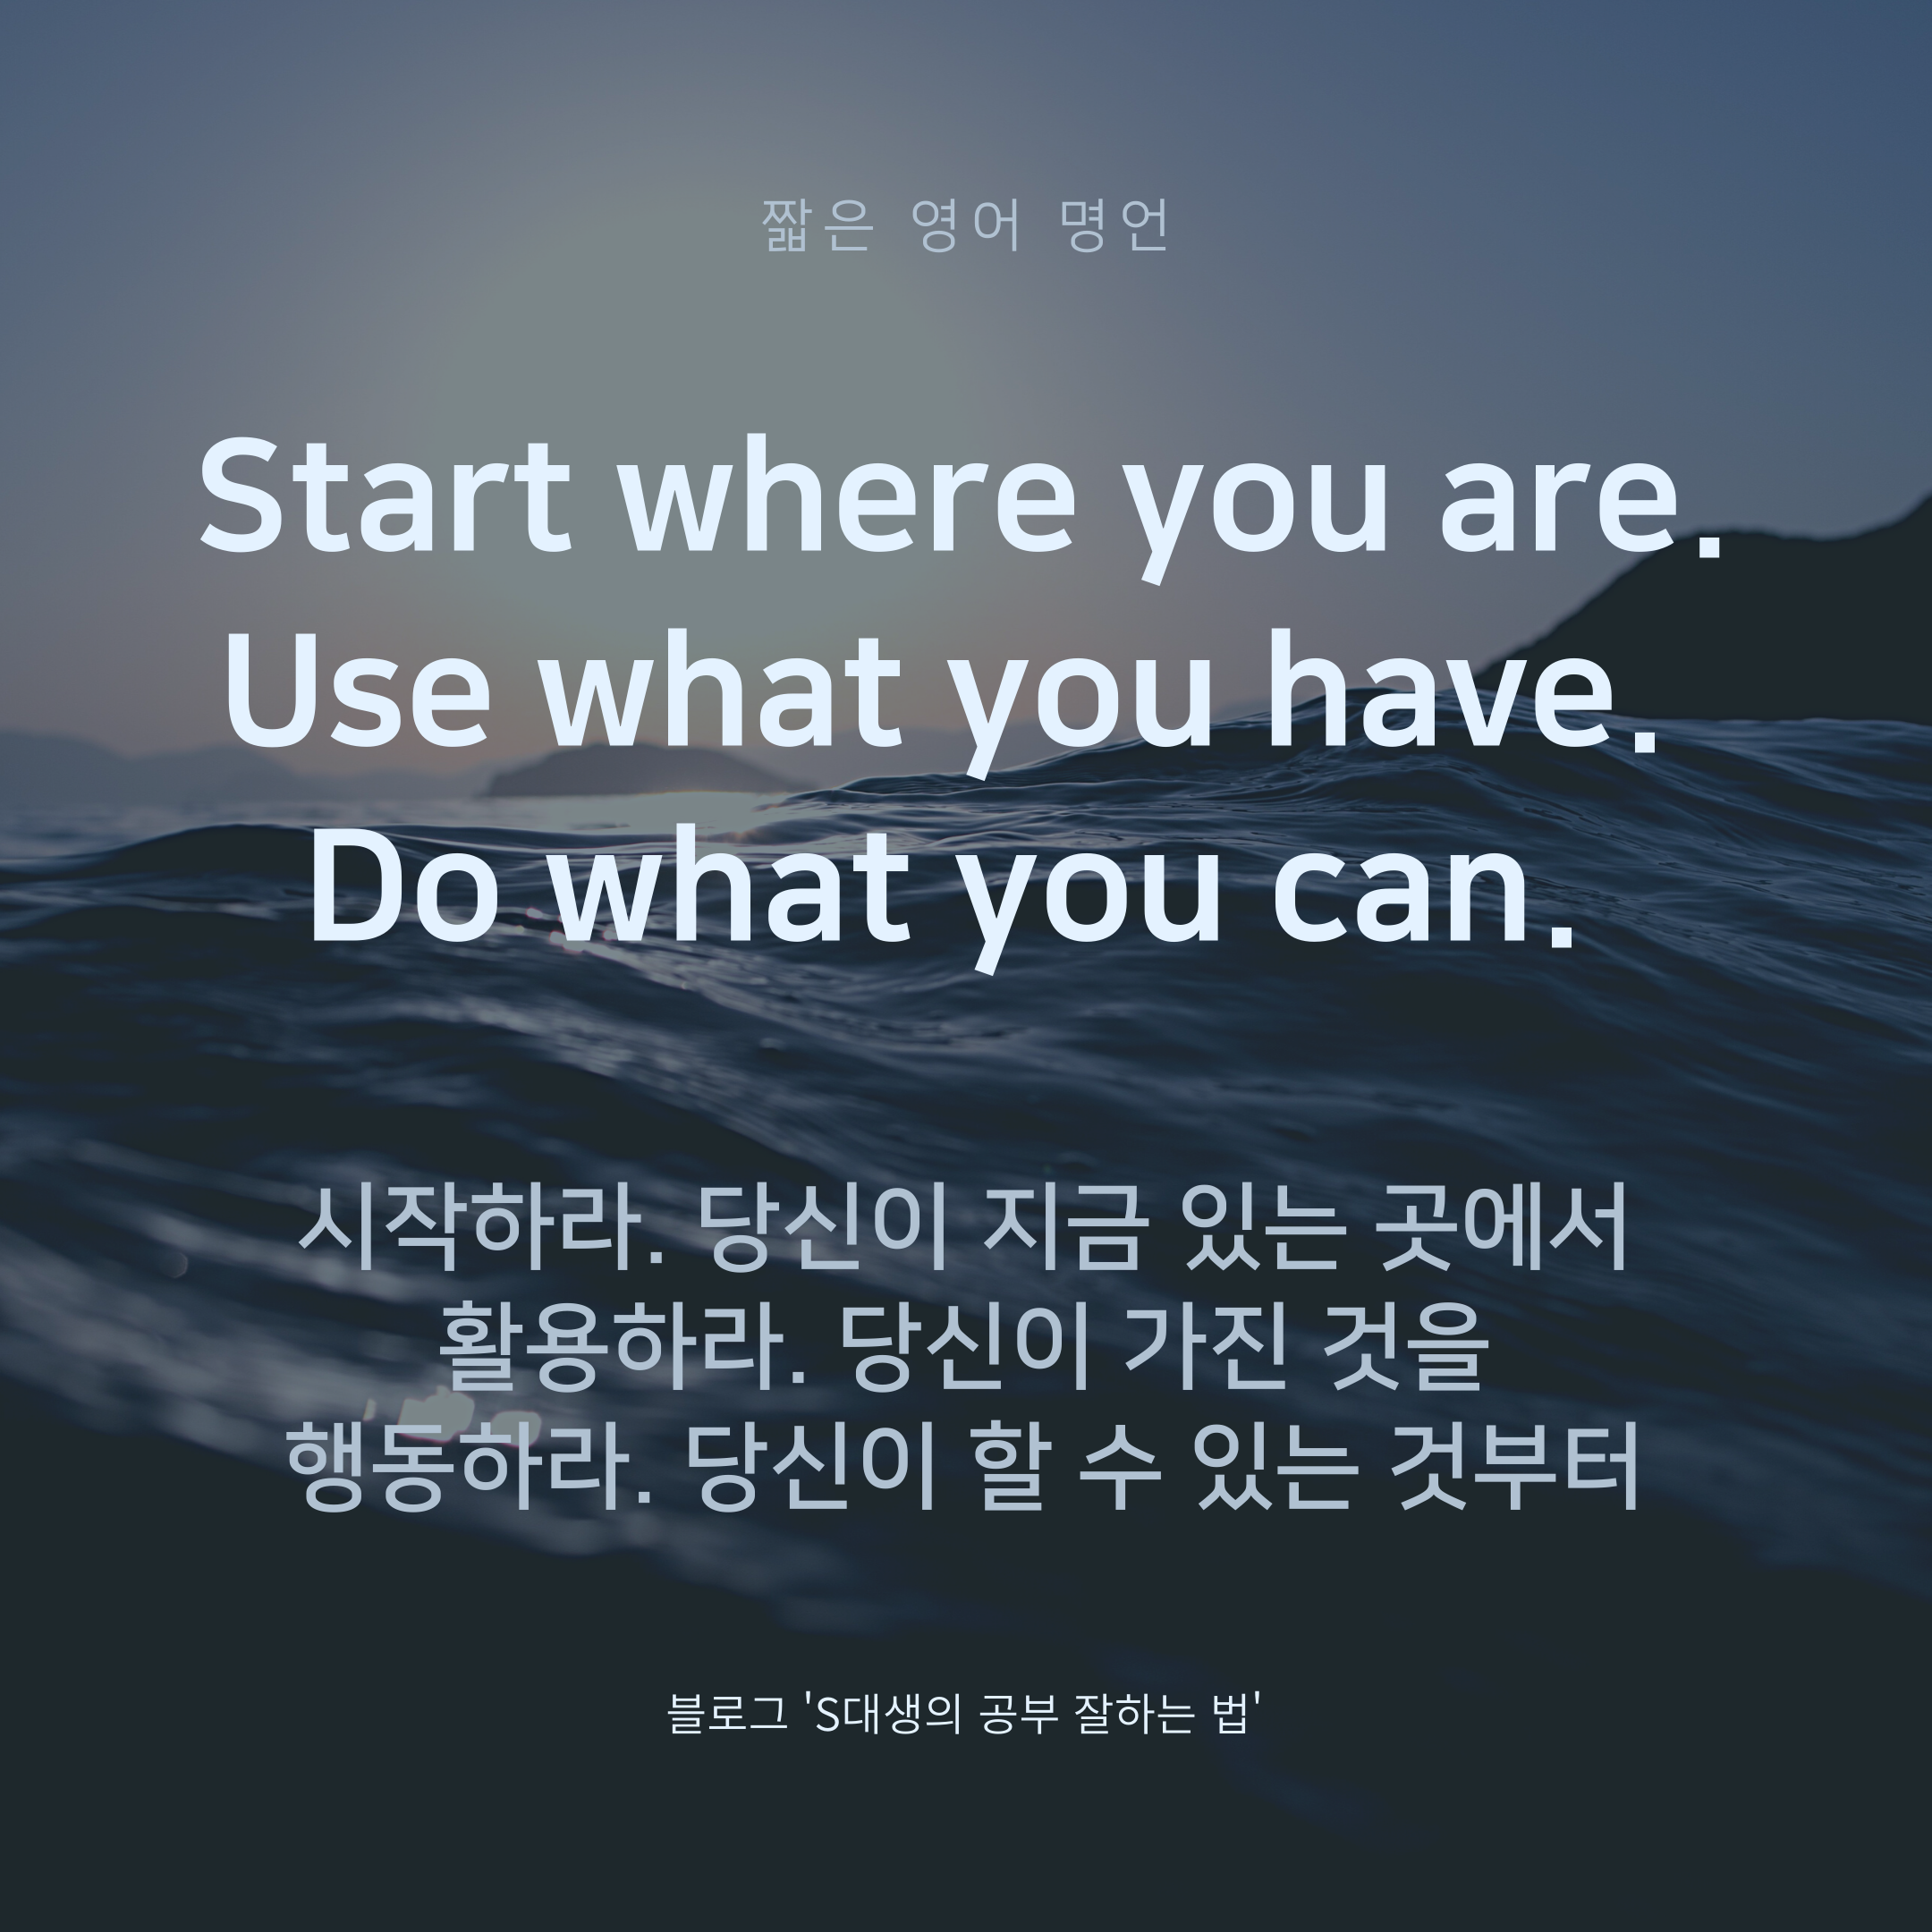 짧은 영어 명언
Start where you are.
Use what you have.
Do what you can.
시작하라. 당신이 지금 있는 곳에서
활용하라. 당신이 가진 것을
행동하라. 당신이 할 수 있는 것부터
블로그 'S대생의 공부 잘하는 법'